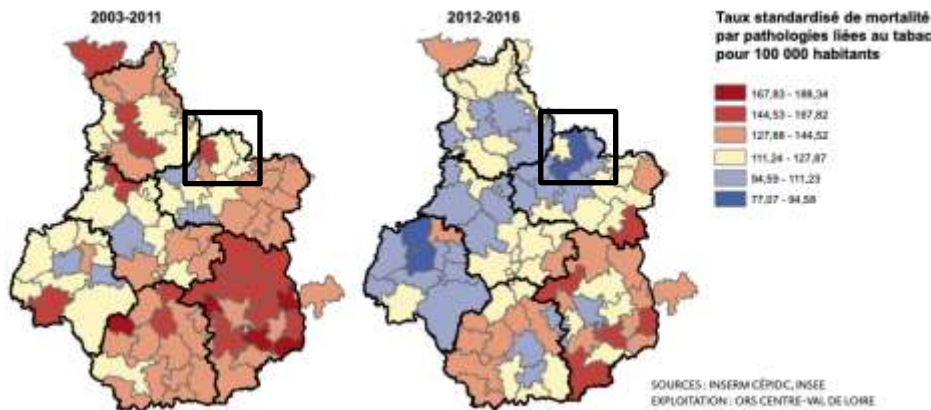 2003-2011
2012-2016
Taux standardisé de mortalité
par pathologies liées au tabac
pour 100 000 habitants
167,83 - 188,34
144,53 - 167,82
127,88 - 144,52
111,24 - 127,87
94,59 - 111,23
77,07 - 94,58
SOURCES : INSERM CÉPIDC, INSEE
EXPLOITATION : ORS CENTRE-VAL DE LOIRE